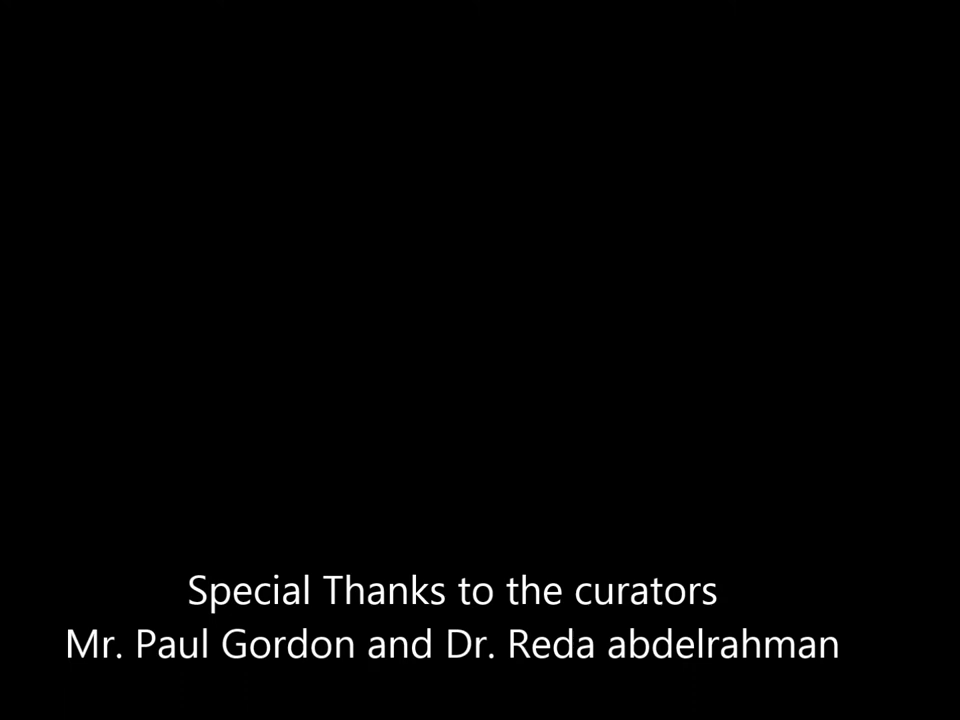 Special Thanks to the curators
Mr. Paul Gordon and Dr. Reda abdelrahman